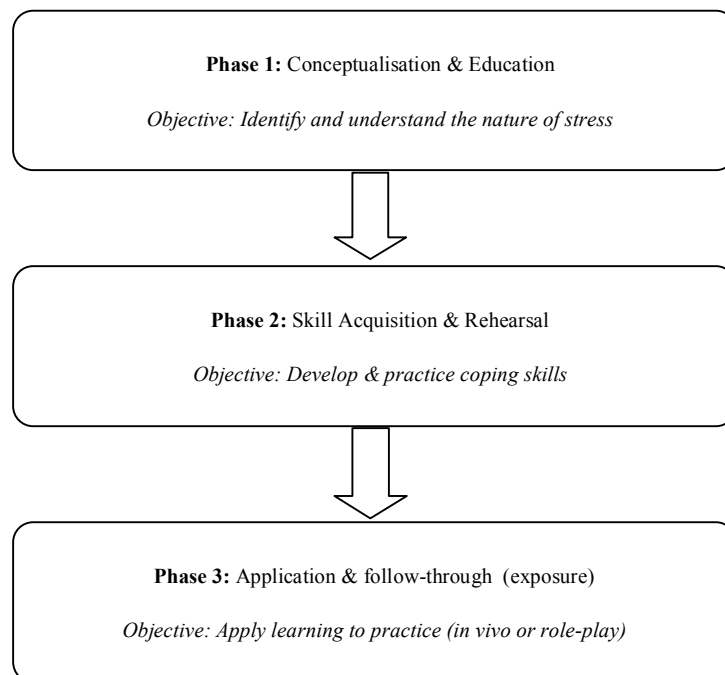 Phase 1: Conceptualisation & Education
Objective: Identify and understand the nature of stress
Phase 2: Skill Acquisition & Rehearsal
Objective: Develop & practice coping skills
Phase 3: Application & follow-through (exposure)
Objective: Apply learning to practice (in vivo or role-play)